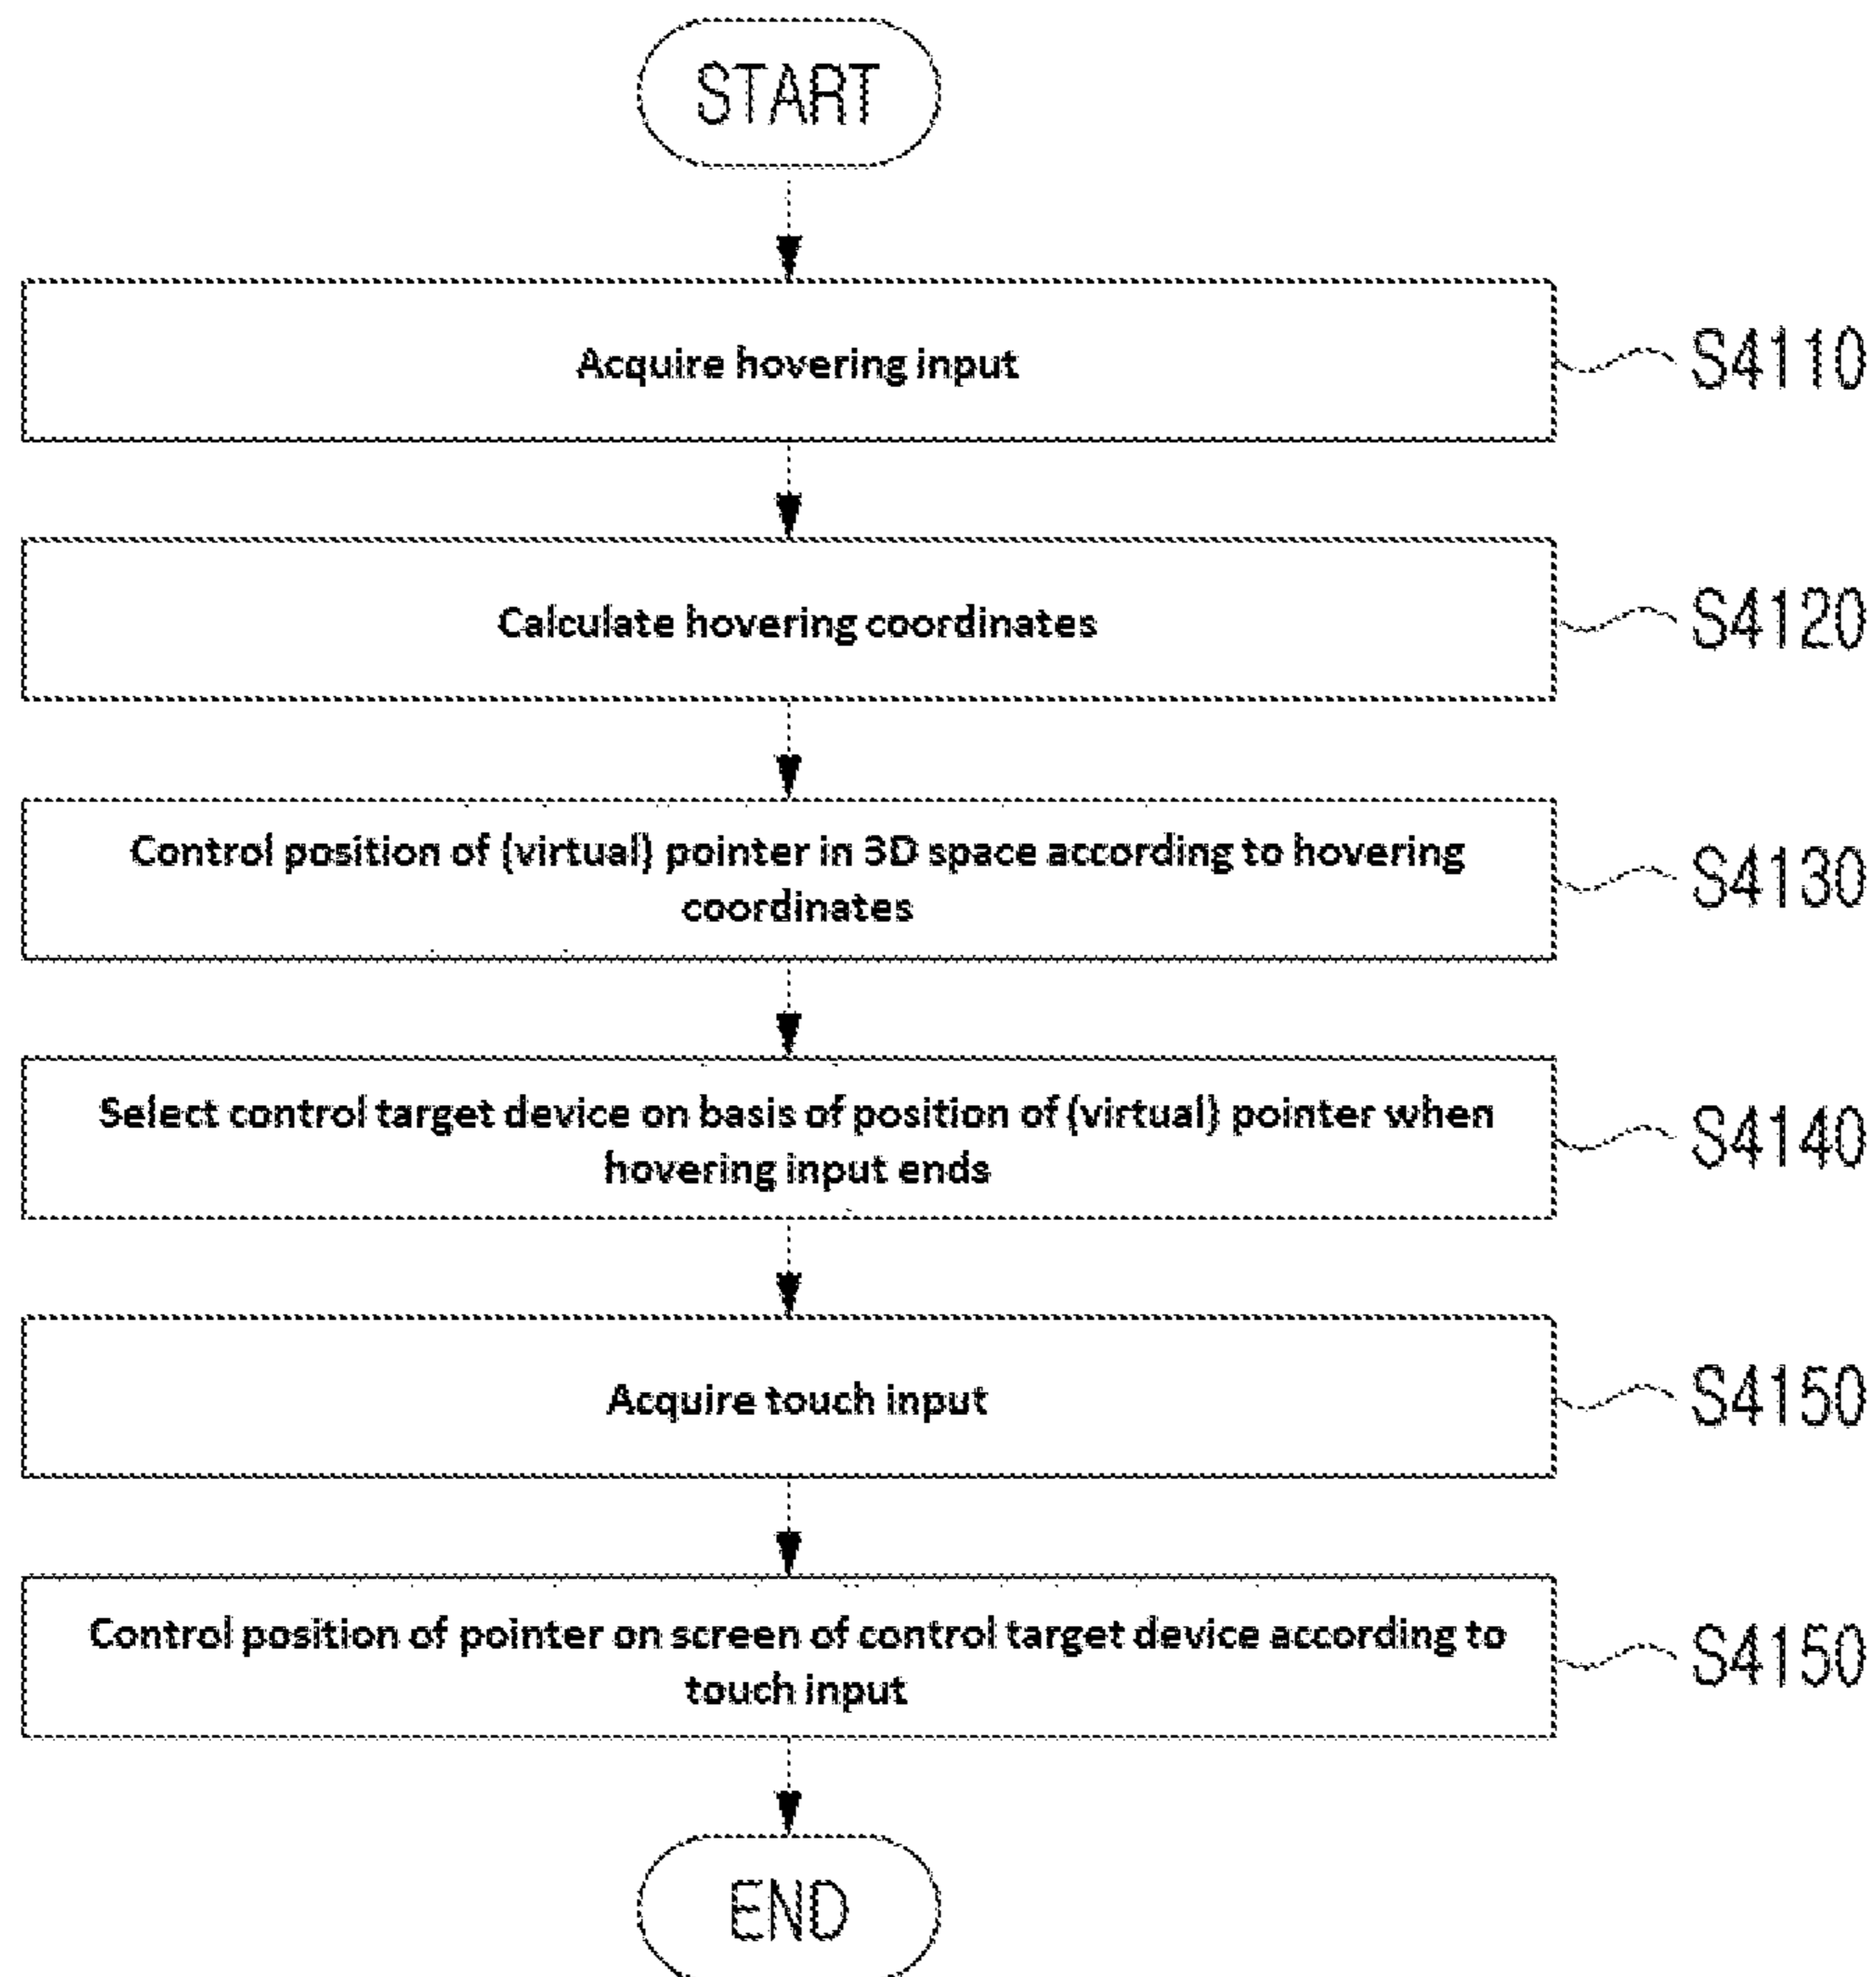 START
Acquire hovering input
S4110
Calculate hovering coordinates
S4120
Control position of (virtual) pointer in 3D space according to hovering
coordinates
S4130
Select control target device on basis of position of (virtual) pointer when
hovering input ends
S4140
Acquire touch input
S4150
Control position of pointer on screen of control target device according to
touch input
S4150
END